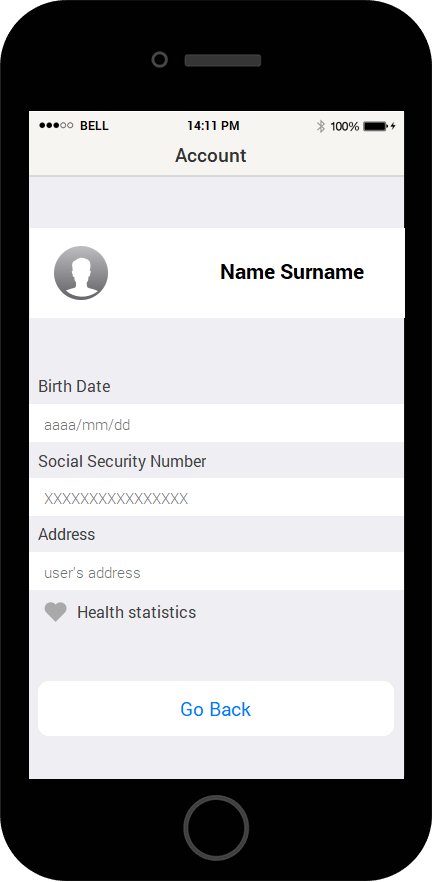 BELL 14:11 PM 100%
Account
Name Surname
Birth Date
aaaa/mm/dd
Social Security Number
XXXXXXXXXXXXXXXX
Address
user's address
Health statistics
Go Back